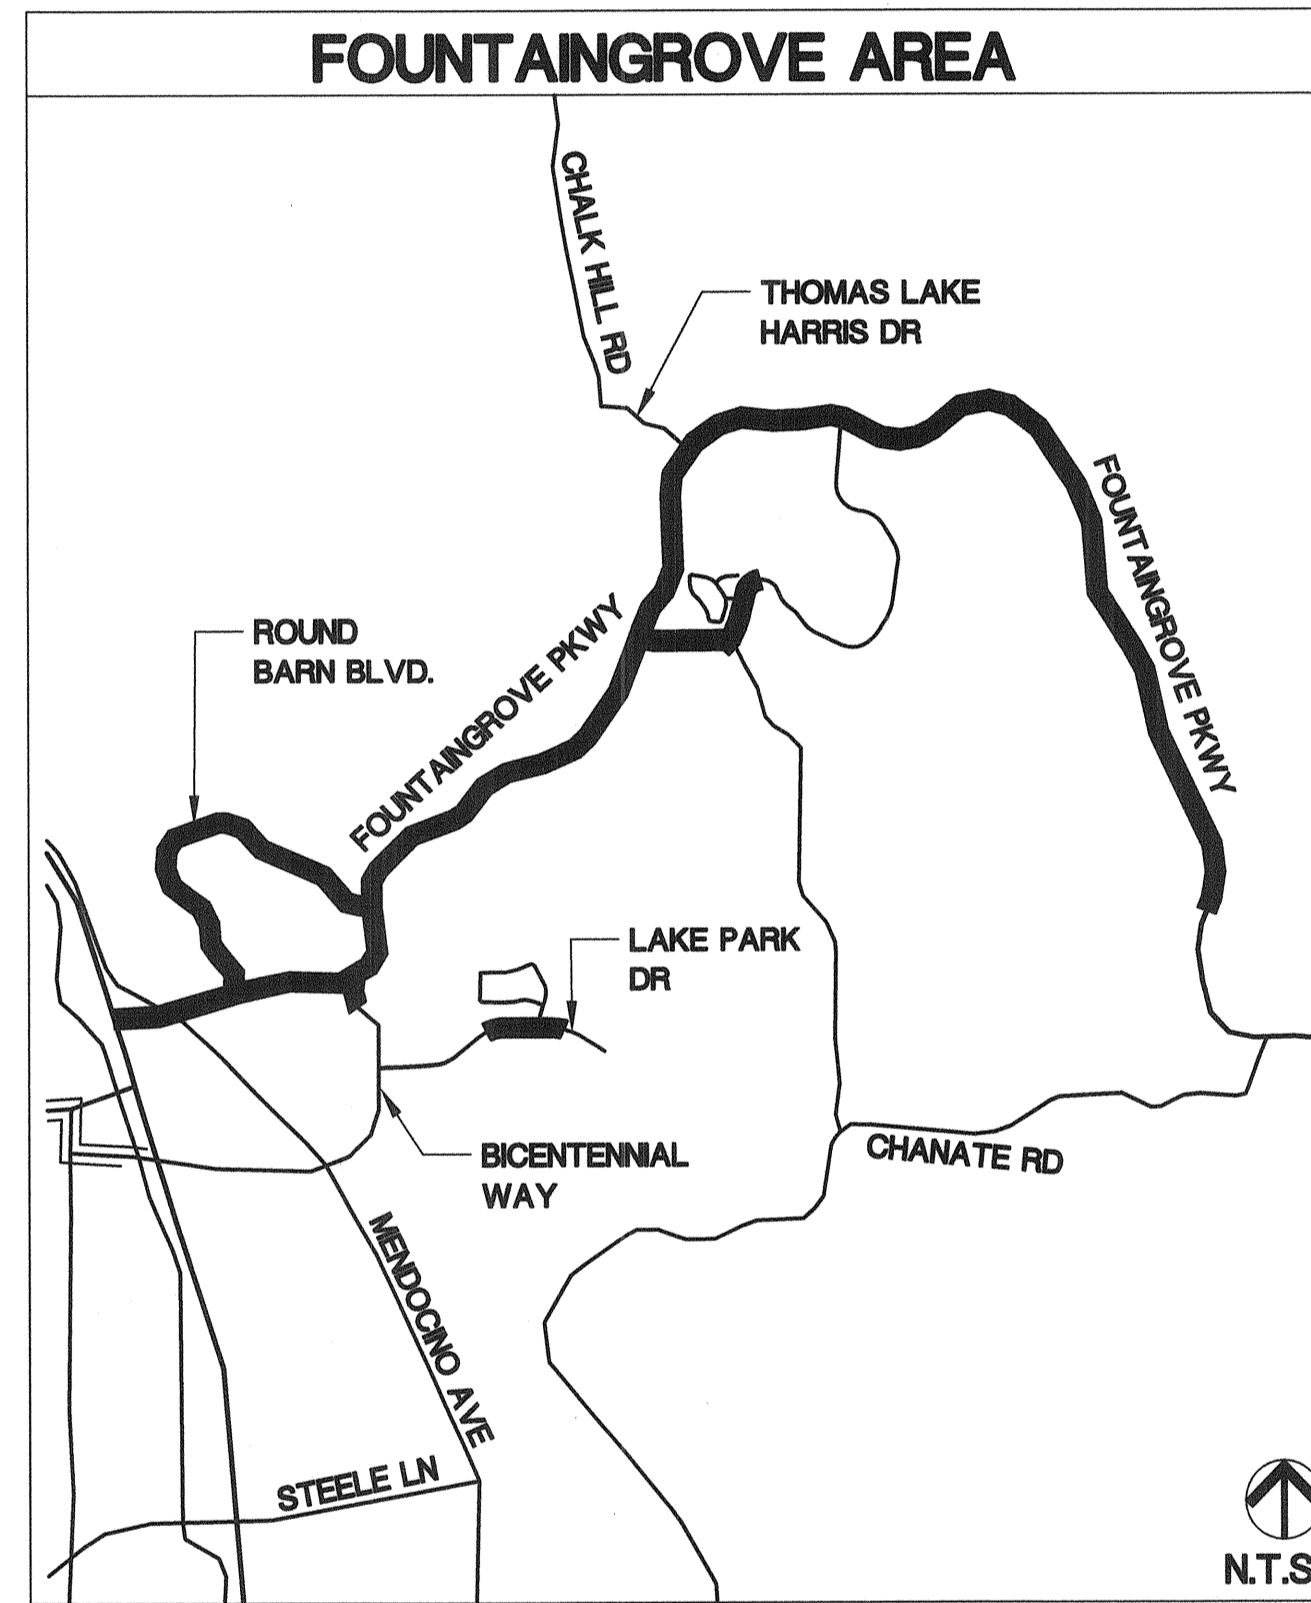 FOUNTAINGROVE AREA
CHALK HILL RD
THOMAS LAKE
HARRIS DR
FOUNTAINGROVE PKWY
ROUND
BARN BLVD.
FOUNTAINGROVE PKWY
LAKE PARK
DR
BICENTENNIAL
WAY
CHANATE RD
MENDOCINO AVE
STEELE LN
N.T.S